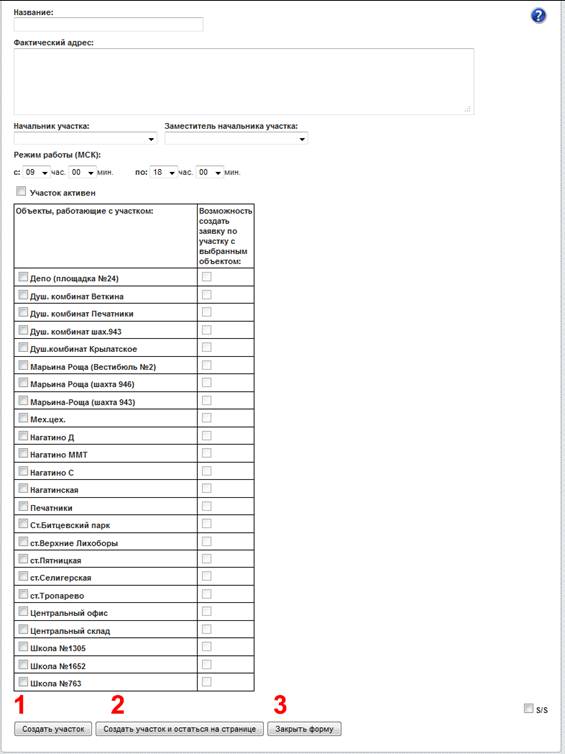 Название:
?
Фактический адрес:
Начальник участка: Заместитель начальника участка:
Режим работы (МСК):
с: 09 час. 00 мин. по: 18 час. 00 мин.
Участок активен
Объекты, работающие с участком: Возможность
создать
заявку по
участку с
выбранным
объектом:
Депо (площадка №24)
Душ. комбинат Веткина
Душ. комбинат Печатники
Душ. комбинат шах.943
Душ.комбинат Крылатское
Марьина Роща (Вестибюль №2)
Марьина Роща (шахта 946)
Марьина-Роща (шахта 943)
Мех.цех.
Нагатино Д
Нагатино ММТ
Нагатино С
Нагатинская
Печатники
Ст.Битцевский парк
ст.Верхние Лихоборы
ст.Пятницкая
ст.Селигерская
ст.Тропарево
Центральный офис
Центральный склад
Школа №1305
Школа №1652
Школа №763
1 2 3
S/S
Создать участок Создать участок и остаться на странице Закрыть форму